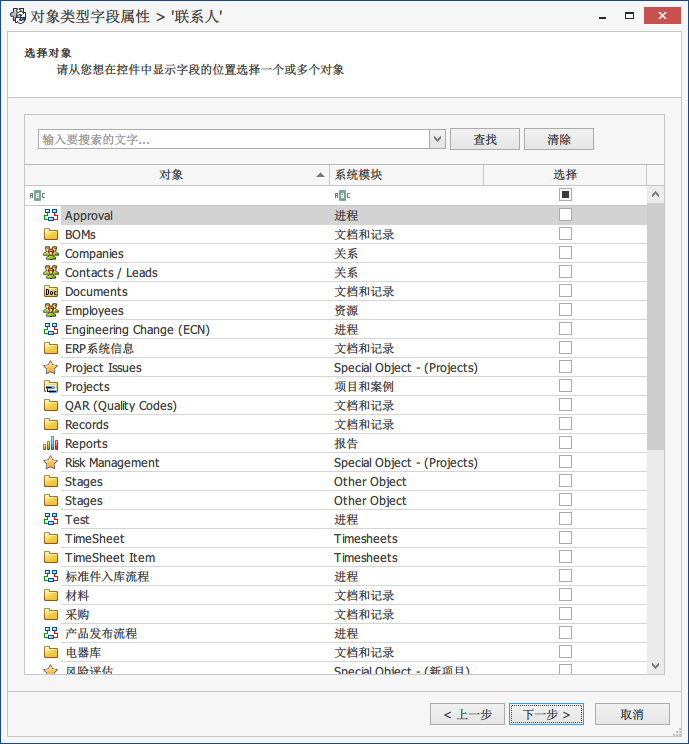 对象类型字段属性 > '联系人'
选择对象
请从您想在控件中显示字段的位置选择一个或多个对象
输入要搜索的文字... 查找 清除
对象 系统模块 选择
ABC ABC
Approval 进程
BOMs 文档和记录
Companies 关系
Contacts / Leads 关系
Doc Documents 文档和记录
Employees 资源
Engineering Change (ECN) 进程
ERP系统信息 文档和记录
Project Issues Special Object - (Projects)
Projects 项目和案例
QAR (Quality Codes) 文档和记录
Records 文档和记录
Reports 报告
Risk Management Special Object - (Projects)
Stages Other Object
Stages Other Object
Test 进程
TimeSheet Timesheets
TimeSheet Item Timesheets
标准件入库流程 进程
材料 文档和记录
采购 文档和记录
产品发布流程 进程
电器库 文档和记录
风险评估 Special Object - (新项目)
< 上一步 下一步 > 取消